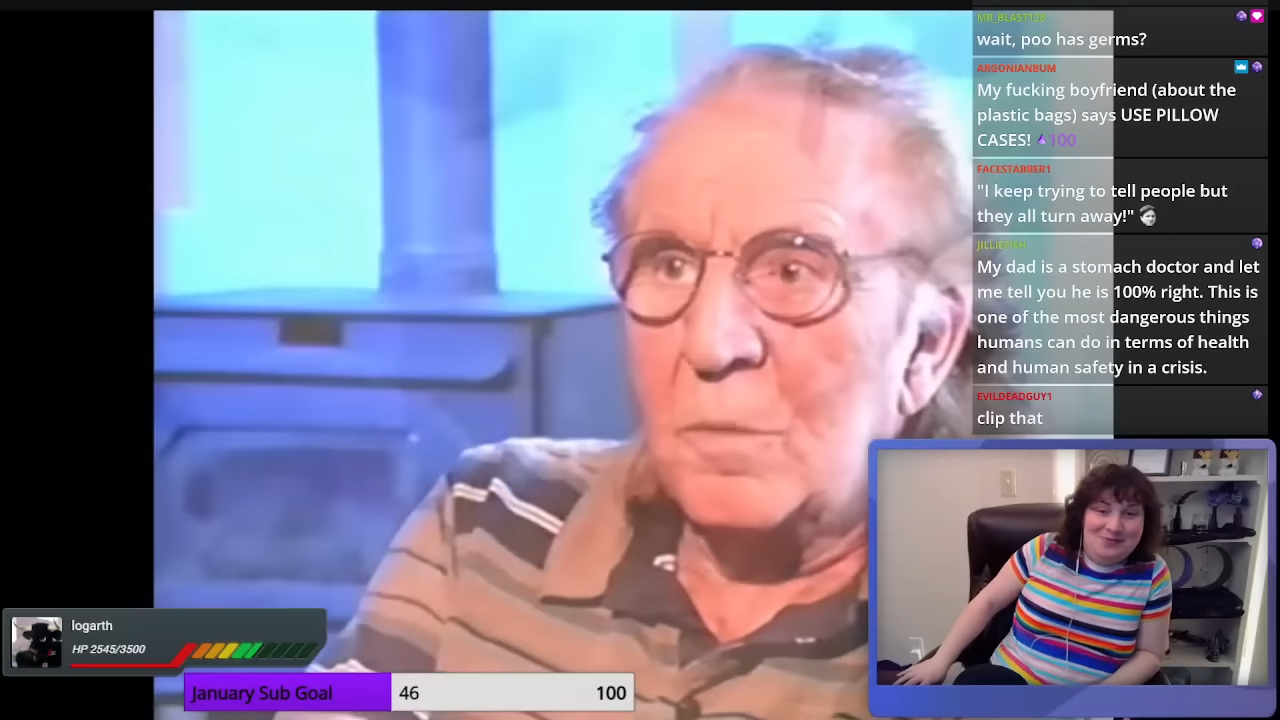 MR_BLAST128
wait, poo has germs?
ARGONIANBUM
My fucking boyfriend (about the
plastic bags) says USE PILLOW
CASES! 100
FACESTABBER1
"I keep trying to tell people but
they all turn away!"
JILLIEFISH
My dad is a stomach doctor and let
me tell you he is 100% right. This is
one of the most dangerous things
humans can do in terms of health
and human safety in a crisis.
EVILDEADGUY1
clip that
logarth
HP 2545/3500
January Sub Goal 46 100